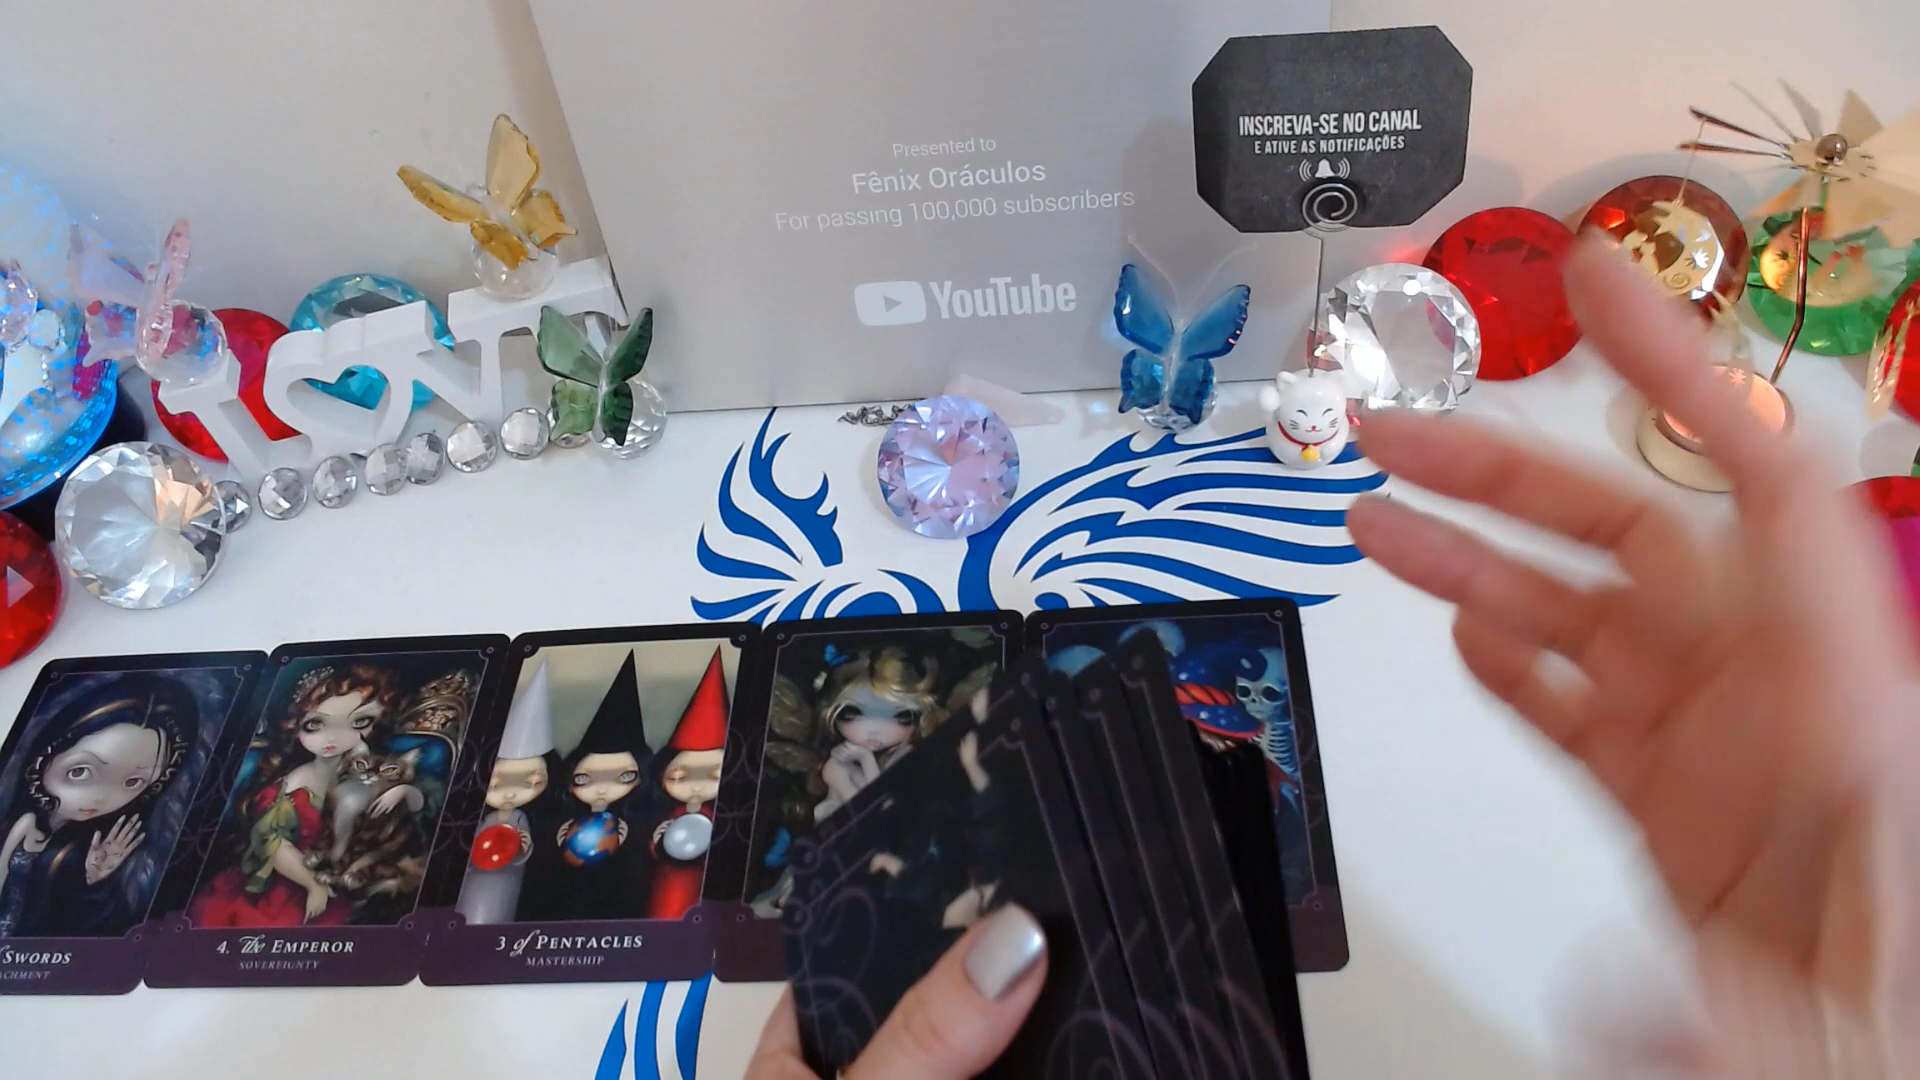 Presented to
Fênix Oráculos
For passing 100,000 subscribers
YouTube
INSCREVA-SE NO CANAL
E ATIVE AS NOTIFICAÇÕES
LOVE
SWORDS
4. The EMPEROR
SOVEREIGNTY
3 of PENTACLES
MASTERSHIP